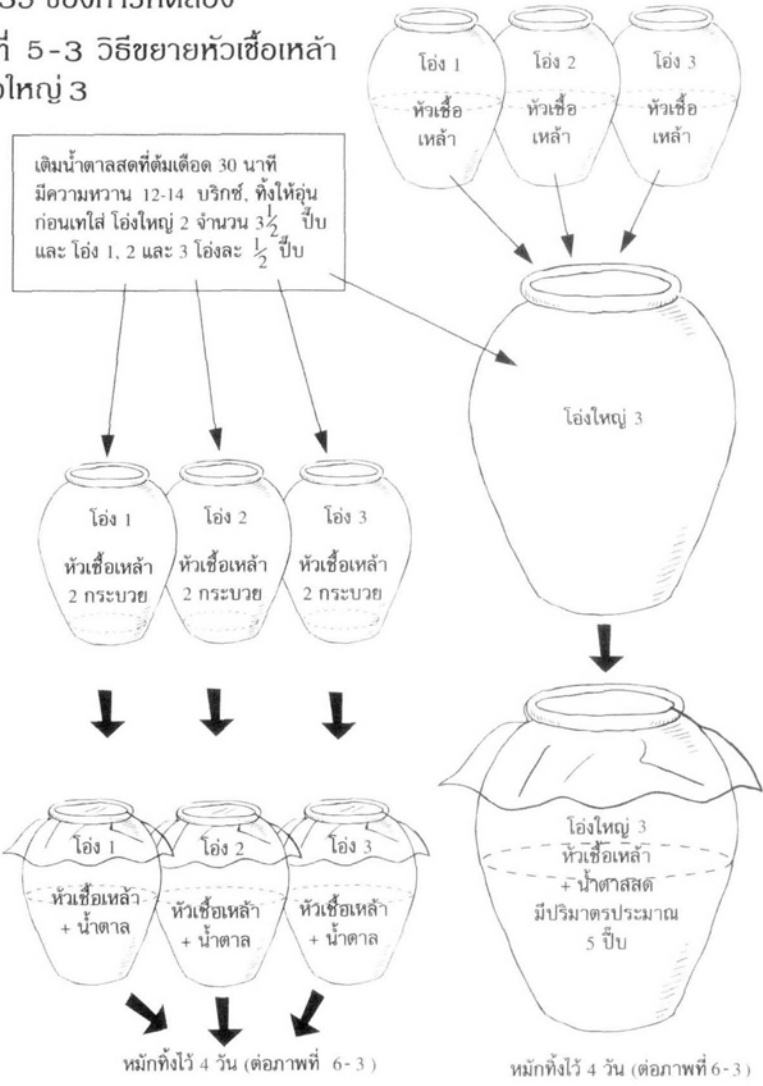 ของการทดลอง
ที่ 5-3 วิธีขยายหัวเชื้อเหล้า
ใหญ่ 3
โอ่ง 1
หัวเชื้อ
เหล้า
โอ่ง 2
หัวเชื้อ
เหล้า
โอ่ง 3
หัวเชื้อ
เหล้า
เติมน้ำตาลสดที่ต้มเดือด 30 นาที
มีความหวาน 12-14 บริกซ์, ทิ้งให้อุ่น
ก่อนเทใส่ โอ่งใหญ่ 2 จำนวน 3 1/2 ปี๊บ
และ โอ่ง 1, 2 และ 3 โอ่งละ 1/2 ปี๊บ
โอ่งใหญ่ 3
โอ่ง 1
หัวเชื้อเหล้า
2 กระบวย
โอ่ง 2
หัวเชื้อเหล้า
2 กระบวย
โอ่ง 3
หัวเชื้อเหล้า
2 กระบวย
โอ่ง 1
หัวเชื้อเหล้า
+ น้ำตาล
โอ่ง 2
หัวเชื้อเหล้า
+ น้ำตาล
โอ่ง 3
หัวเชื้อเหล้า
+ น้ำตาล
โอ่งใหญ่ 3
หัวเชื้อเหล้า
+ น้ำตาสสด
มีปริมาตรประมาณ
5 ปี๊บ
หมักทิ้งไว้ 4 วัน (ต่อภาพที่ 6-3 )
หมักทิ้งไว้ 4 วัน (ต่อภาพที่ 6-3 )